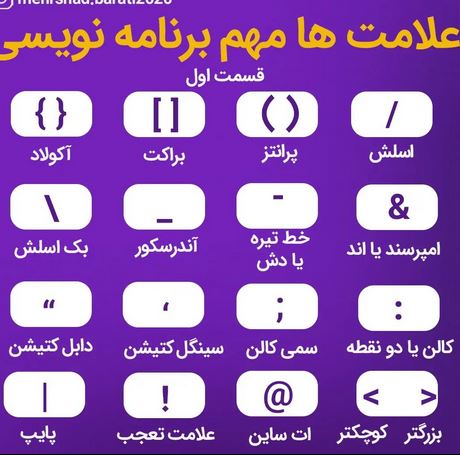 mehrshad.barati2020
علامت ها مهم برنامه نویسی
قسمت اول
/ ( ) [ ] { }
اسلش پرانتز براکت آکولاد
& - _ \
امپرسند یا اند خط تیره یا دش آندرسکور بک اسلش
: ; ‘ “
کالن یا دو نقطه سمی کالن سینگل کتیشن دابل کتیشن
< > @ ! |
بزرگتر کوچکتر ات ساین علامت تعجب پایپ